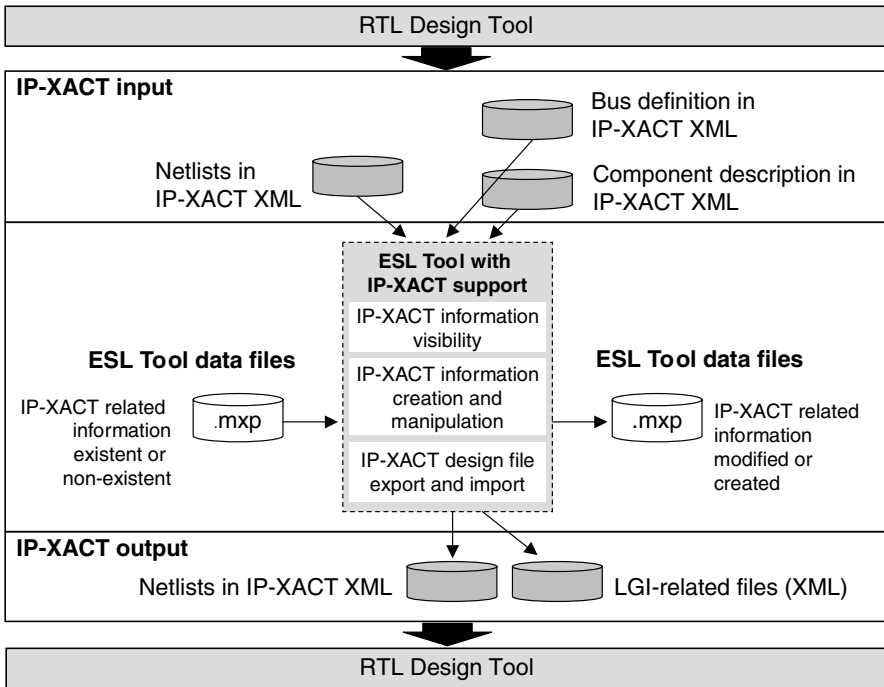 RTL Design Tool
IP-XACT input
Bus definition in
IP-XACT XML
Netlists in
IP-XACT XML
Component description in
IP-XACT XML
ESL Tool with
IP-XACT support
IP-XACT information
visibility
IP-XACT information
creation and
manipulation
IP-XACT design file
export and import
ESL Tool data files
IP-XACT related
information
existent or
non-existent
.mxp
ESL Tool data files
.mxp
IP-XACT related
information
modified or
created
IP-XACT output
Netlists in IP-XACT XML
LGI-related files (XML)
RTL Design Tool